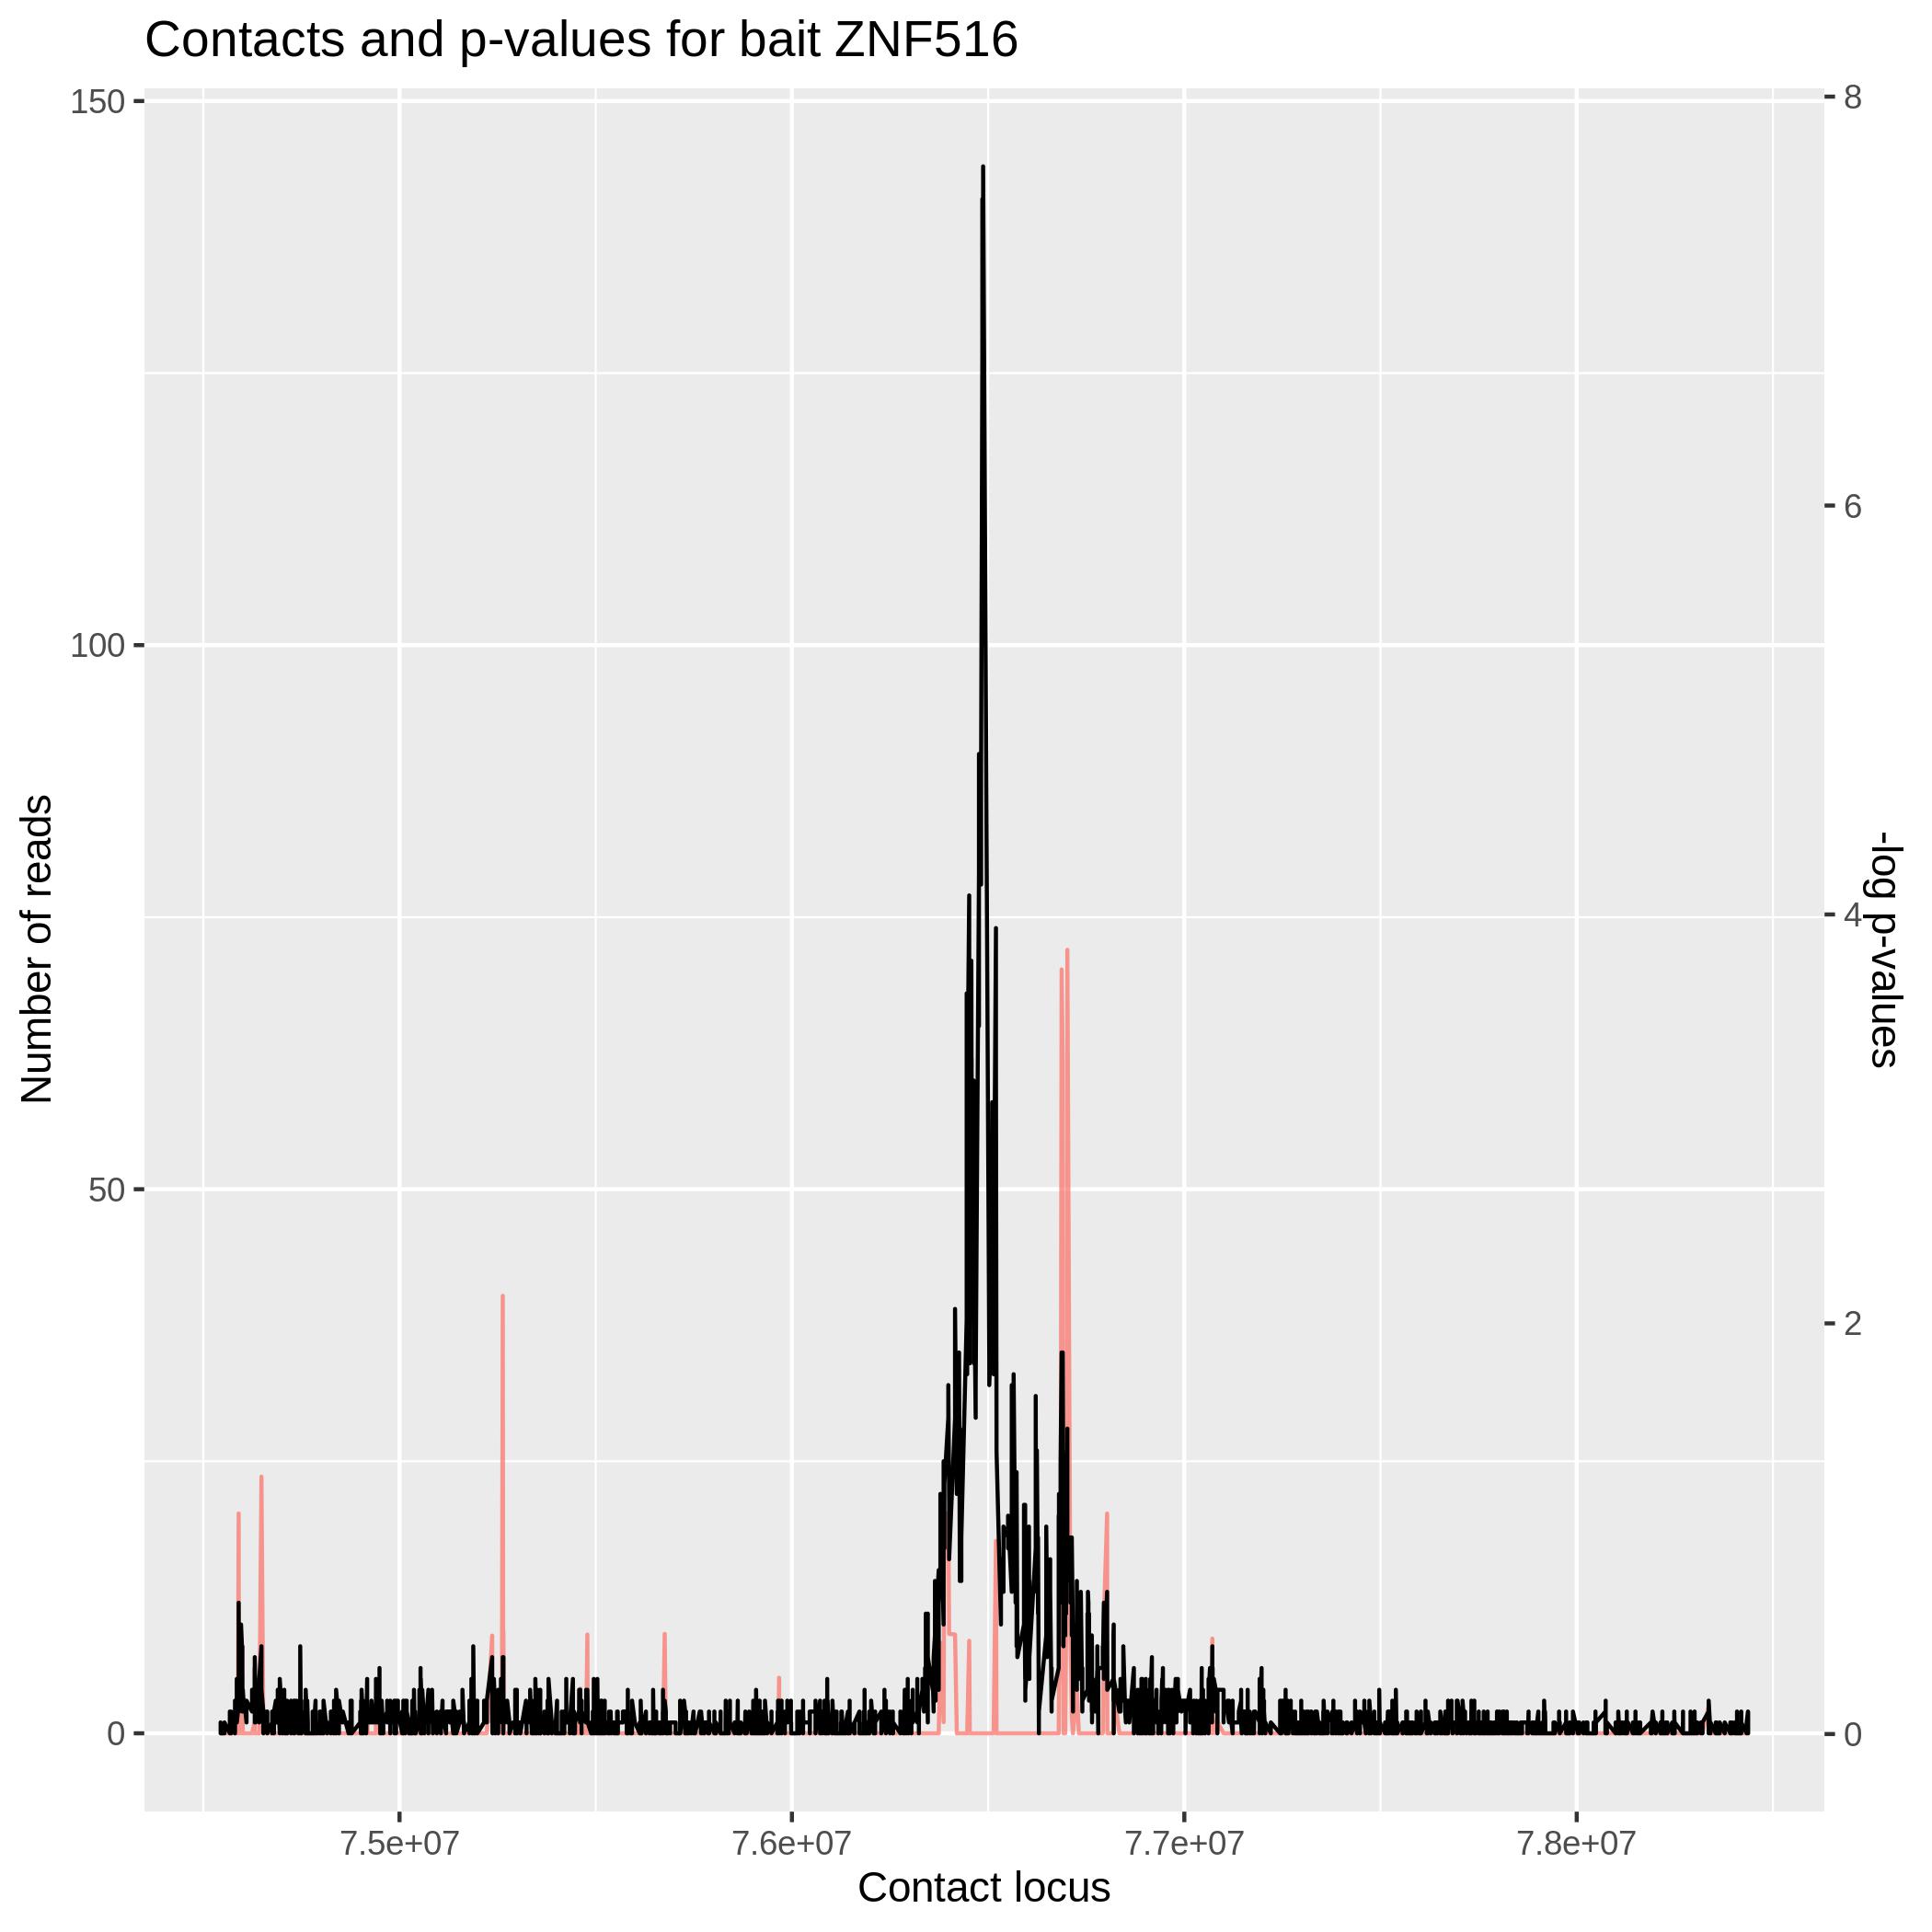 Contacts and p-values for bait ZNF516
150
100
50
0
Number of reads
8
6
4
2
0
-log p-values
7.5e+07 7.6e+07 7.7e+07 7.8e+07
Contact locus